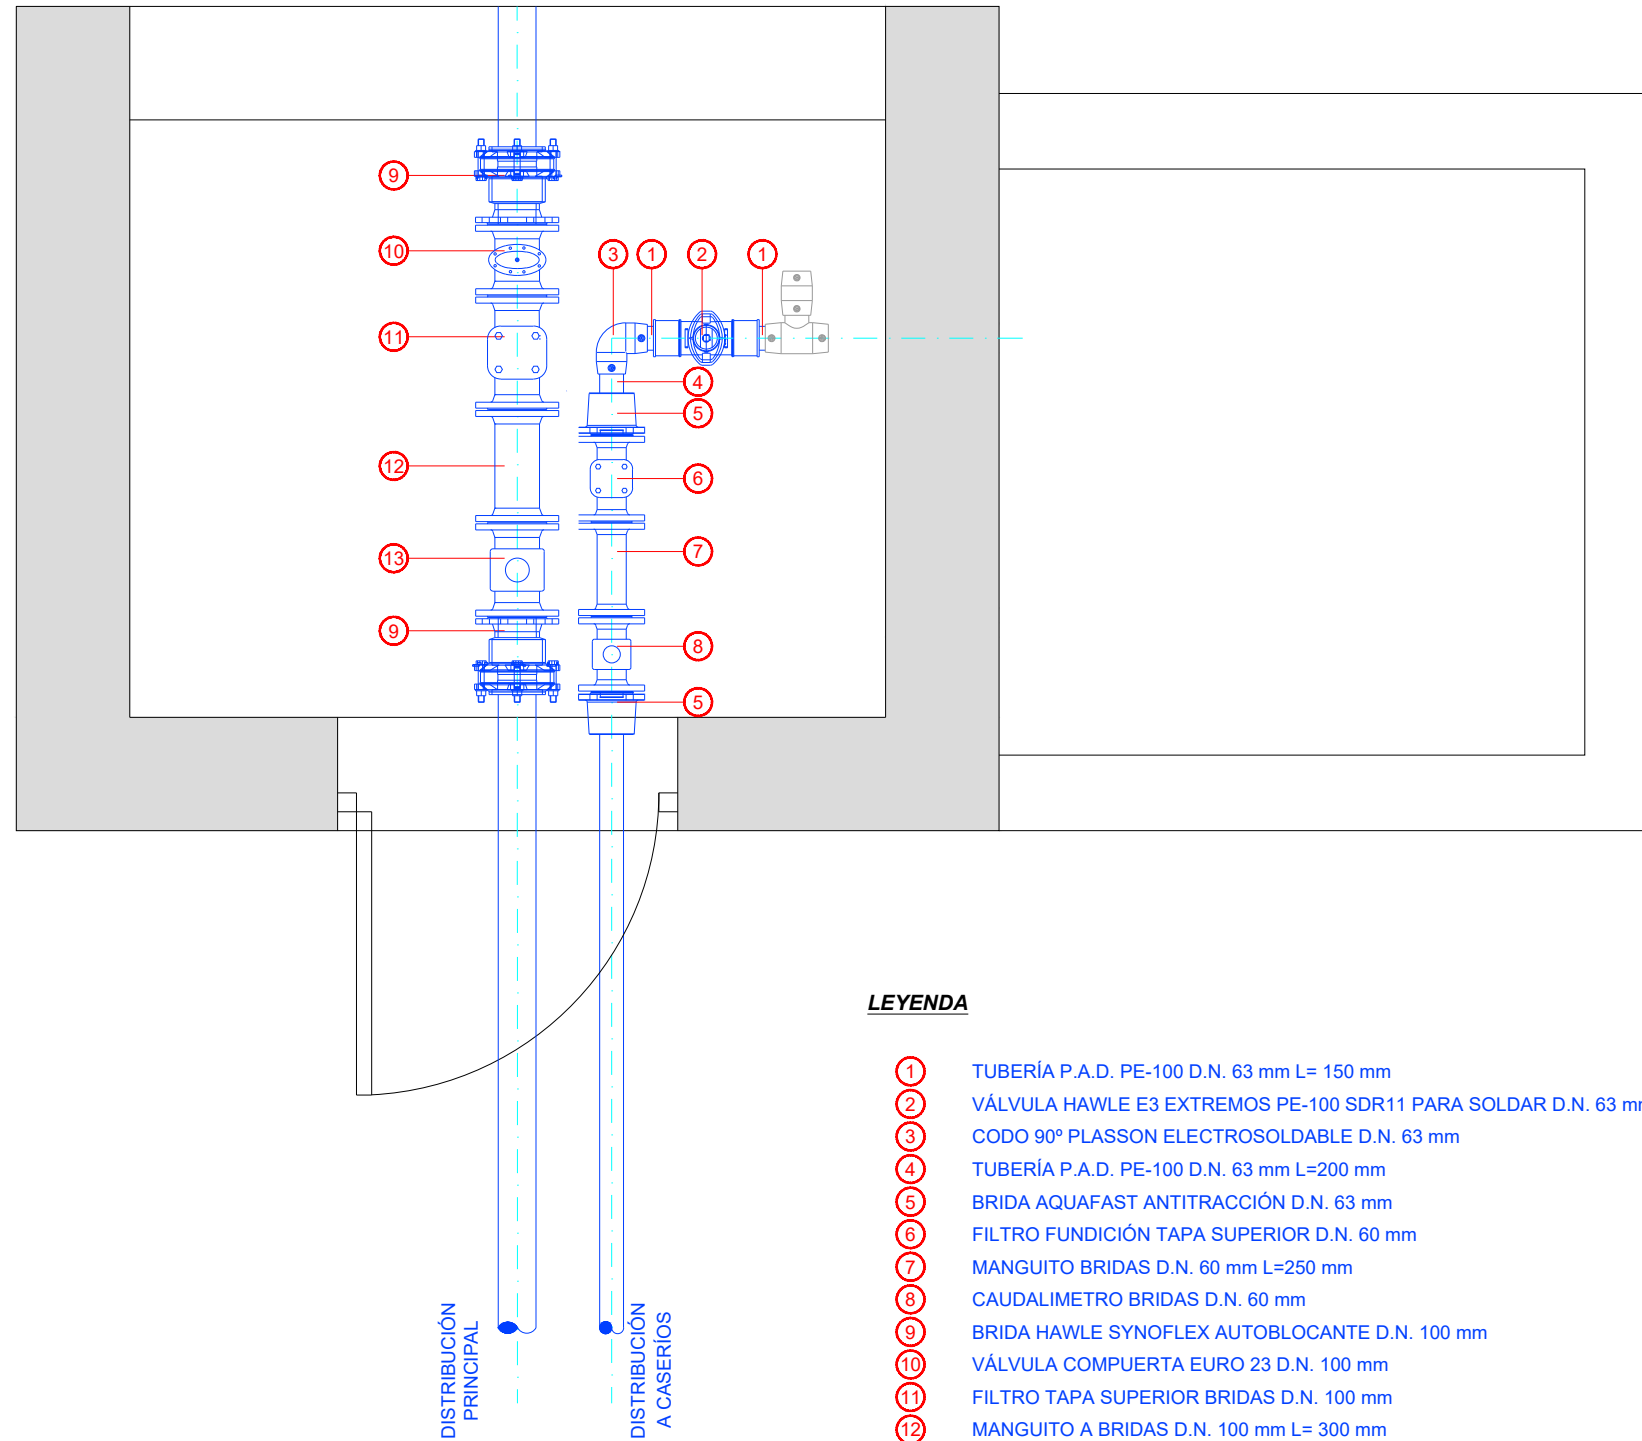 9
10
3
1
2
1
11
4
5
12
6
7
13
8
9
5
LEYENDA
1 TUBERÍA P.A.D. PE-100 D.N. 63 mm L= 150 mm
2 VÁLVULA HAWLE E3 EXTREMOS PE-100 SDR11 PARA SOLDAR D.N. 63 mm
3 CODO 90º PLASSON ELECTROSOLDABLE D.N. 63 mm
4 TUBERÍA P.A.D. PE-100 D.N. 63 mm L=200 mm
5 BRIDA AQUAFAST ANTITRACCIÓN D.N. 63 mm
6 FILTRO FUNDICIÓN TAPA SUPERIOR D.N. 60 mm
7 MANGUITO BRIDAS D.N. 60 mm L=250 mm
8 CAUDALIMETRO BRIDAS D.N. 60 mm
9 BRIDA HAWLE SYNOFLEX AUTOBLOCANTE D.N. 100 mm
10 VÁLVULA COMPUERTA EURO 23 D.N. 100 mm
11 FILTRO TAPA SUPERIOR BRIDAS D.N. 100 mm
12 MANGUITO A BRIDAS D.N. 100 mm L= 300 mm
DISTRIBUCIÓN
PRINCIPAL
DISTRIBUCIÓN
A CASERÍOS